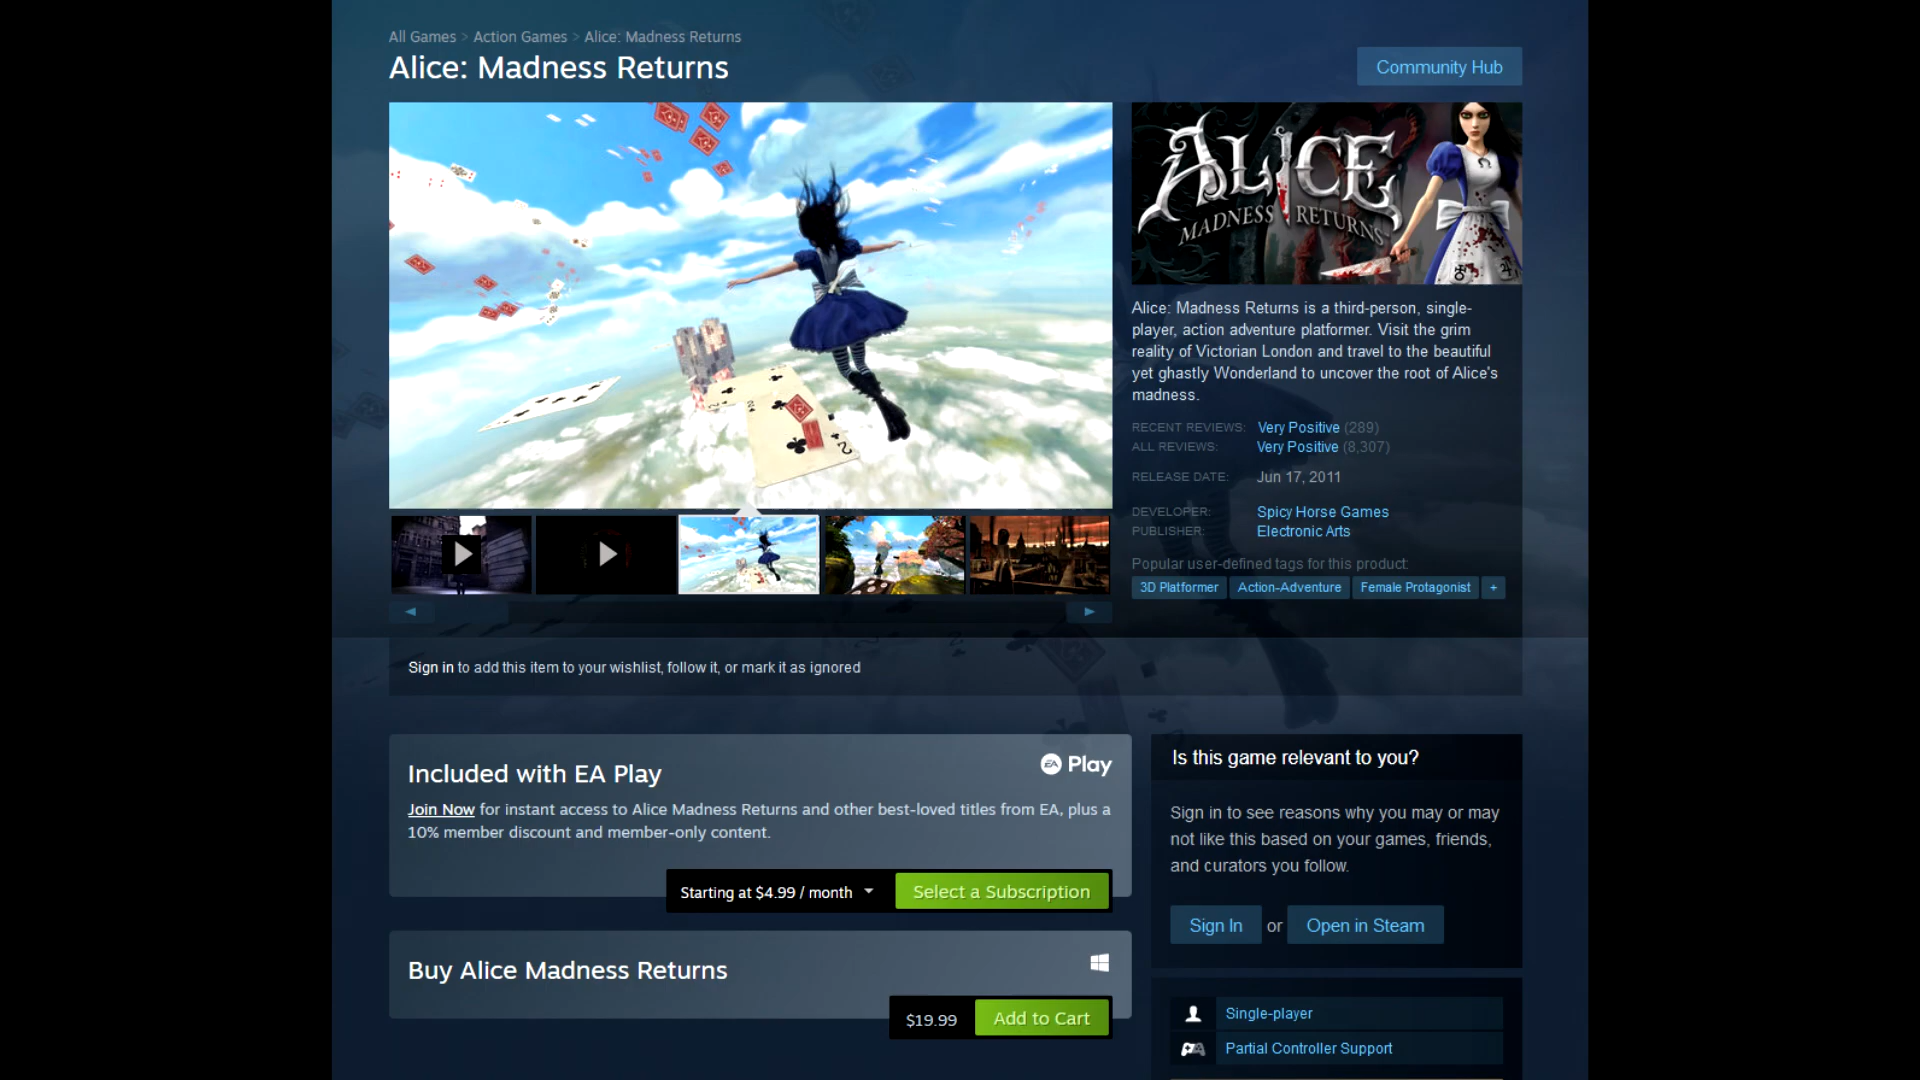 All Games > Action Games > Alice: Madness Returns
Alice: Madness Returns
Community Hub
ALICE
MADNESS RETURNS
Alice: Madness Returns is a third-person, single-
player, action adventure platformer. Visit the grim
reality of Victorian London and travel to the beautiful
yet ghastly Wonderland to uncover the root of Alice's
madness.
RECENT REVIEWS: Very Positive (289)
ALL REVIEWS: Very Positive (8,307)
RELEASE DATE: Jun 17, 2011
DEVELOPER: Spicy Horse Games
PUBLISHER: Electronic Arts
Popular user-defined tags for this product:
3D Platformer Action-Adventure Female Protagonist +
Sign in to add this item to your wishlist, follow it, or mark it as ignored
Included with EA Play
EA Play
Join Now for instant access to Alice Madness Returns and other best-loved titles from EA, plus a
10% member discount and member-only content.
Starting at $4.99 / month
Select a Subscription
Buy Alice Madness Returns
$19.99
Add to Cart
Is this game relevant to you?
Sign in to see reasons why you may or may
not like this based on your games, friends,
and curators you follow.
Sign In or Open in Steam
Single-player
Partial Controller Support